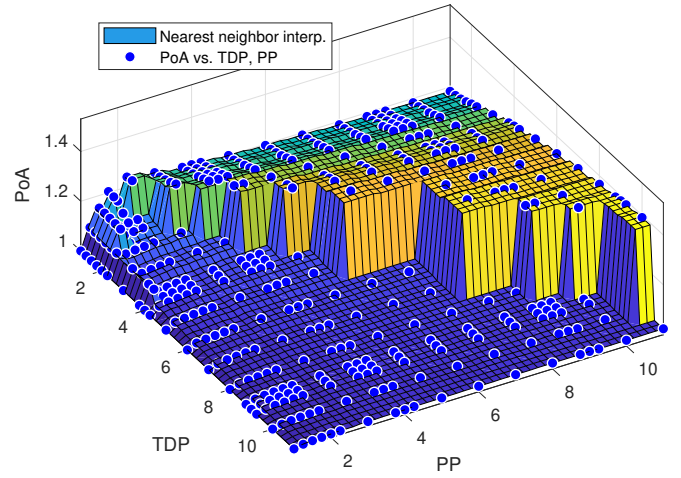 Nearest neighbor interp.
PoA vs. TDP, PP
1.4
1.2
1
PoA
2
4
6
8
10
TDP
2
4
6
8
10
PP